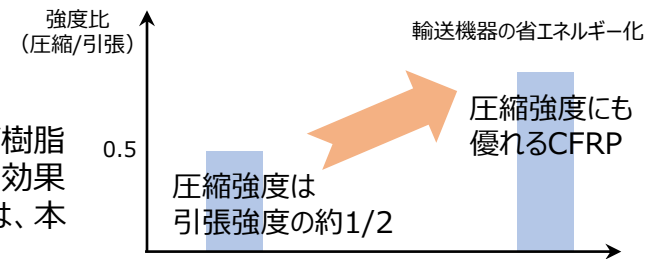 強度比
（圧縮/引張）
輸送機器の省エネルギー化
圧縮強度にも
優れるCFRP
樹脂
効果
は、本
0.5
圧縮強度は
引張強度の約1/2